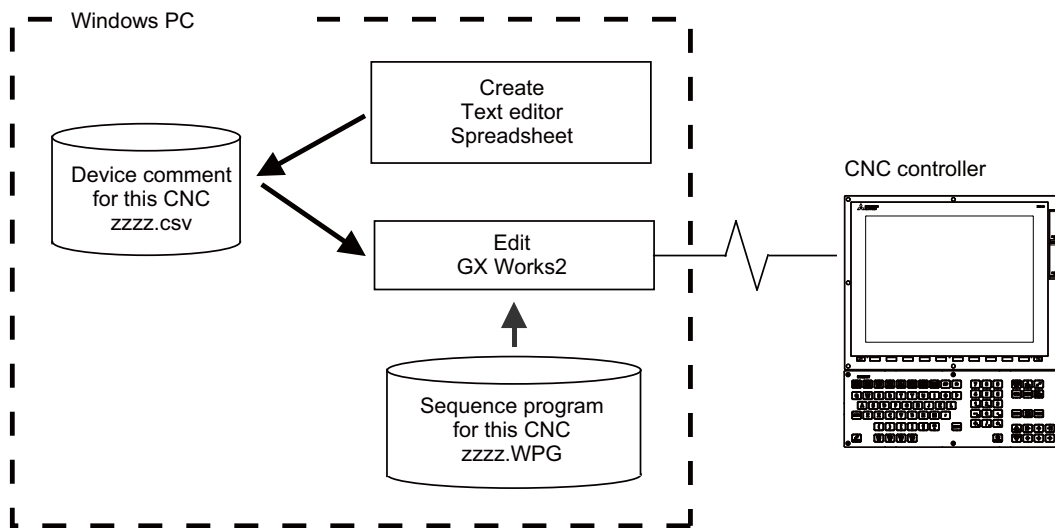 Windows PC
Create
Text editor
Spreadsheet
Device comment
for this CNC
zzzz.csv
Edit
GX Works2
Sequence program
for this CNC
zzzz.WPG
CNC controller